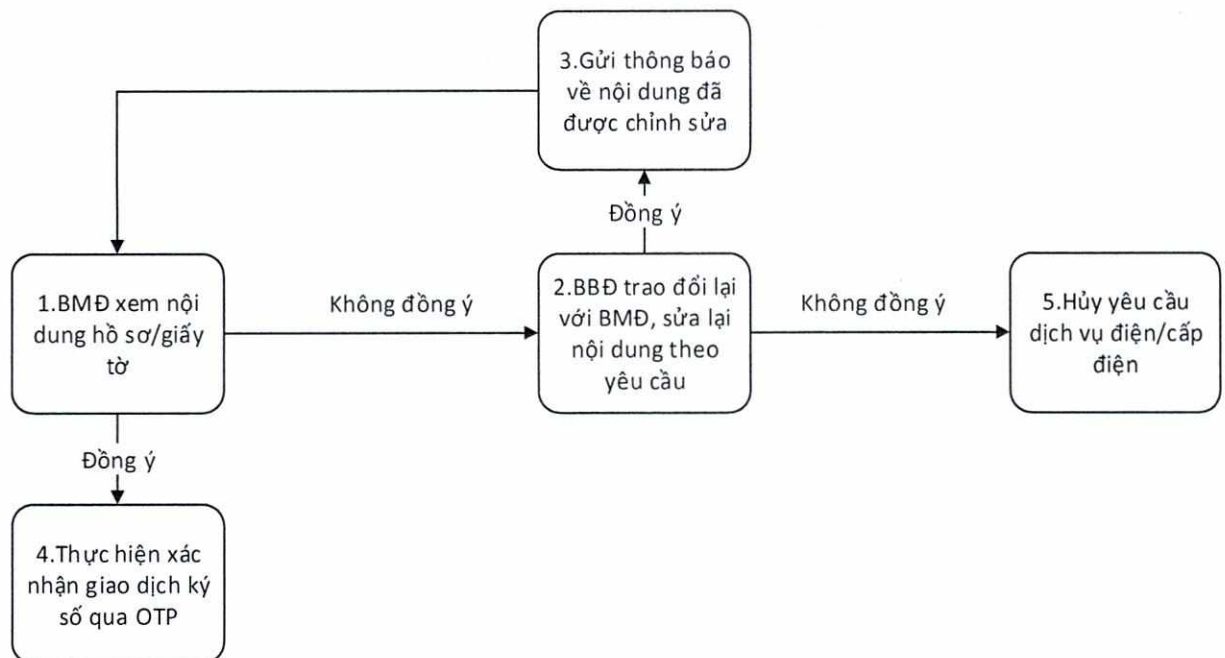 3.Gửi thông báo
về nội dung đã
được chỉnh sửa
Đồng ý
1.BMĐ xem nội
dung hồ sơ/giấy
tờ
Không đồng ý
2.BBĐ trao đổi lại
với BMĐ, sửa lại
nội dung theo
yêu cầu
Không đồng ý
5.Hủy yêu cầu
dịch vụ điện/cấp
điện
Đồng ý
4.Thực hiện xác
nhận giao dịch ký
số qua OTP